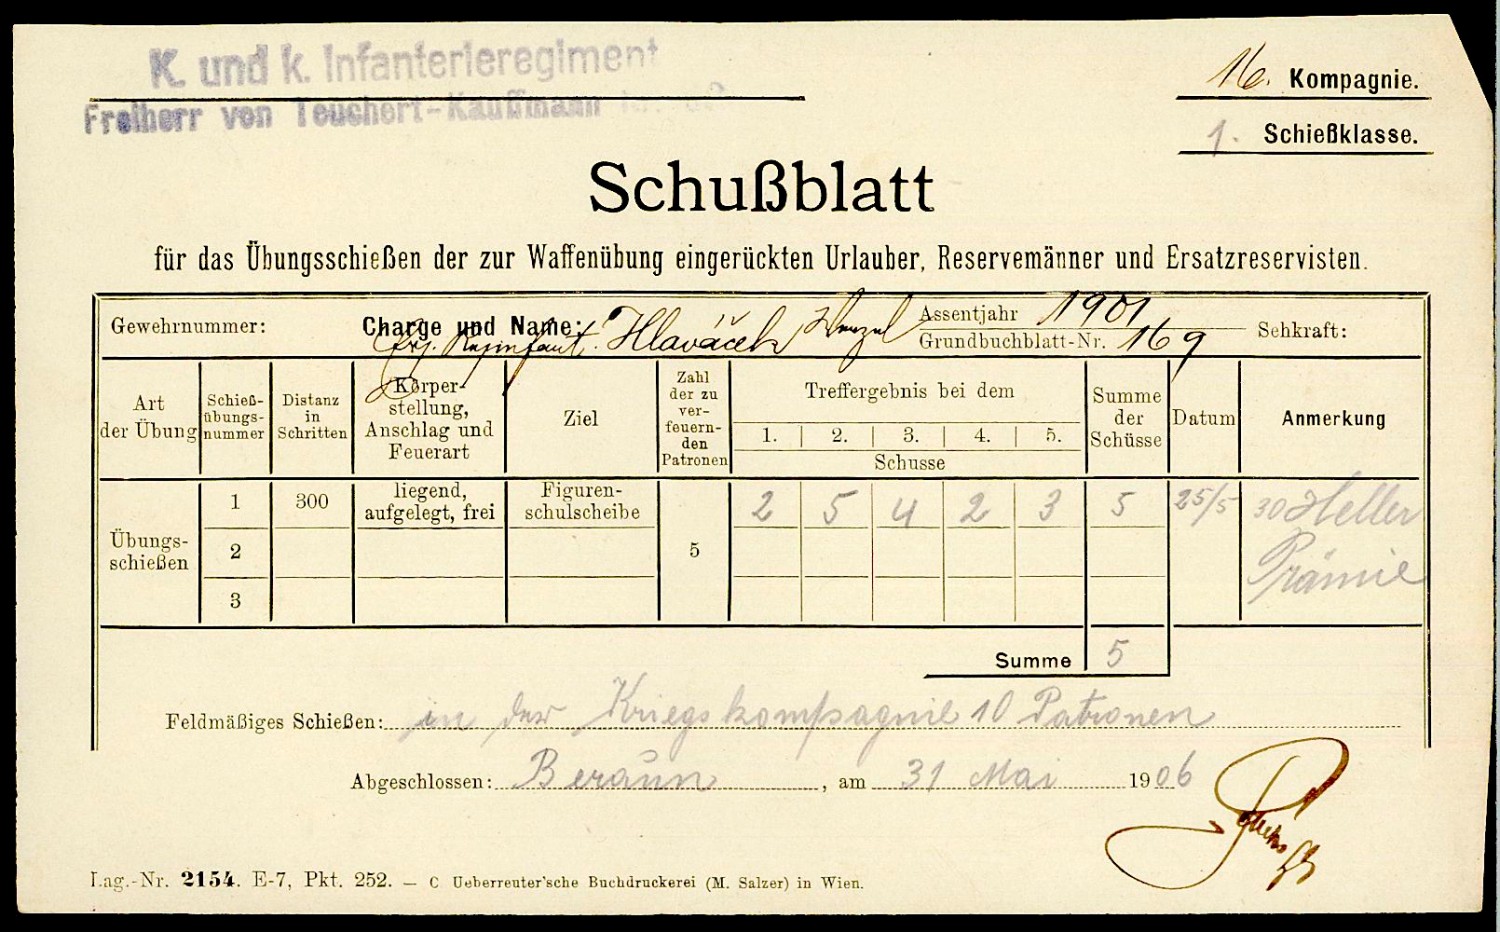 K. und k. Infanterieregiment
Freiherr von Teuchert-Kauffmann
16. Kompagnie.
1. Schießklasse.
Schußblatt
für das Übungsschießen der zur Waffenübung eingerückten Urlauber, Reservemänner und Ersatzreservisten.
Gewehrnummer: Charge und Name: Hlaváček Wenzel Assentjahr 1901 Grundbuchblatt-Nr. 169 Sehkraft:
Art der Übung
Schieß-übungs-nummer
Distanz in Schritten
Körper-stellung, Anschlag und Feuerart
Ziel
Zahl der zu ver-feuern-den Patronen
Treffergebnis bei dem
1. 2. 3. 4. 5.
Schusse
Summe der Schüsse
Datum
Anmerkung
Übungs-schießen
1 300 liegend, aufgelegt, frei Figuren-schulscheibe 5 2 5 4 2 3 5 25/5 30 Heller Prämie
2
3
Summe 5
Feldmäßiges Schießen: in der Kriegskompagnie 10 Patronen
Abgeschlossen: Beraun, am 31 Mai 1906
Lag.-Nr. 2154. E-7, Pkt. 252. — C Ueberreuter'sche Buchdruckerei (M. Salzer) in Wien.